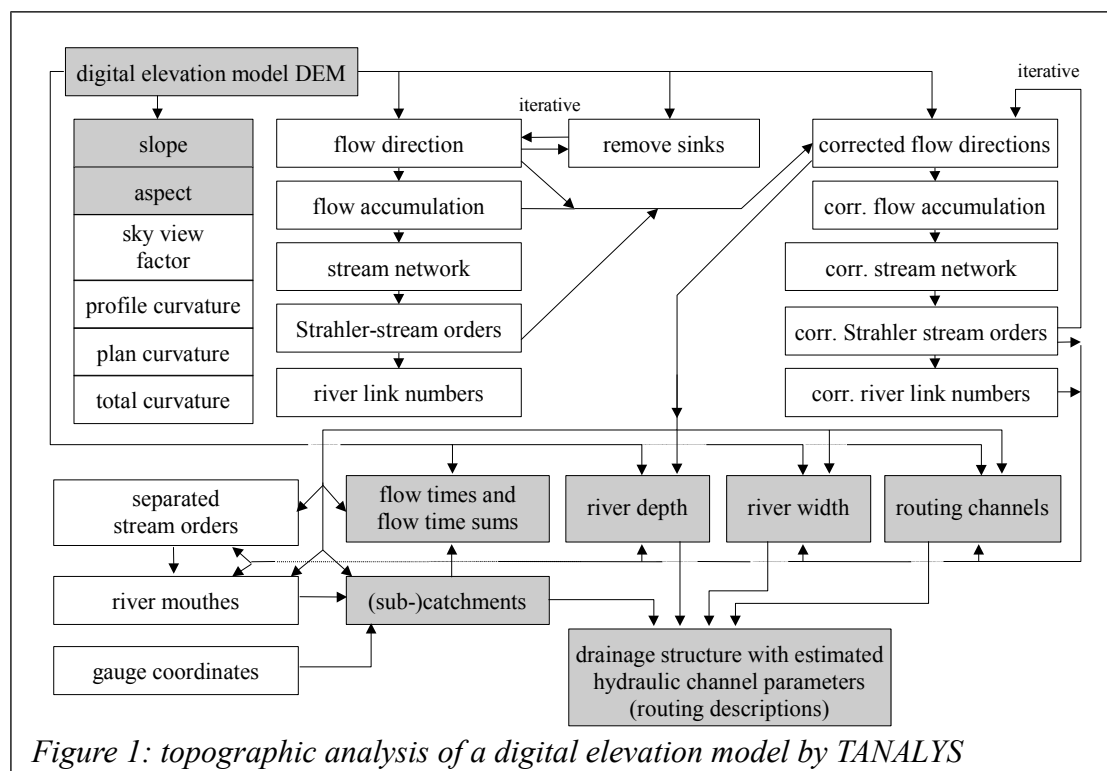 digital elevation model DEM
iterative
iterative
slope
flow direction
remove sinks
corrected flow directions
aspect
flow accumulation
corr. flow accumulation
sky view
factor
stream network
corr. stream network
profile curvature
Strahler-stream orders
corr. Strahler stream orders
plan curvature
river link numbers
corr. river link numbers
total curvature
separated
stream orders
flow times and
flow time sums
river depth
river width
routing channels
river mouthes
(sub-)catchments
gauge coordinates
drainage structure with estimated
hydraulic channel parameters
(routing descriptions)
Figure 1: topographic analysis of a digital elevation model by TANALYS